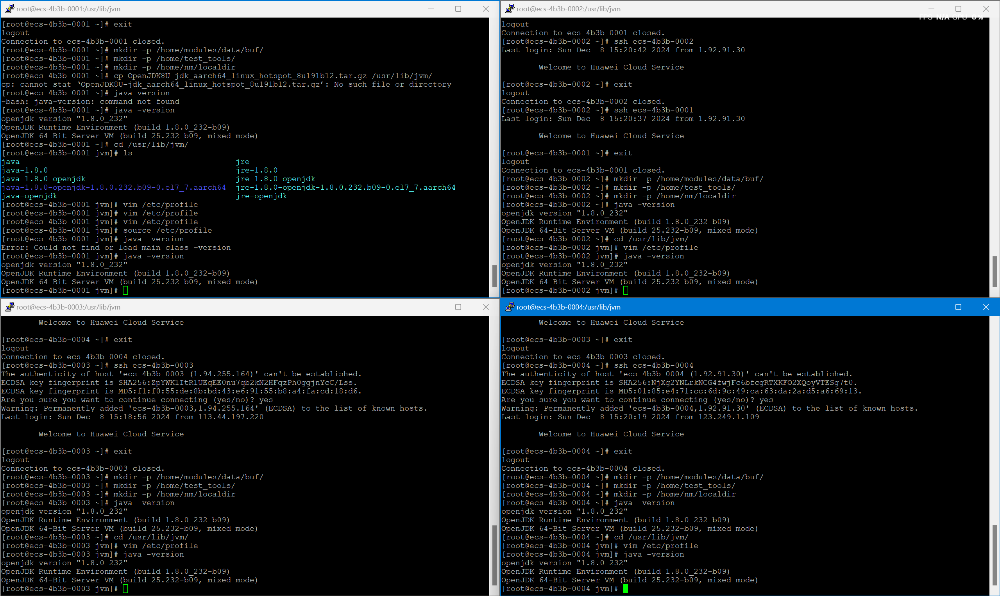 root@ecs-4b3b-0001:/usr/lib/jvm
[root@ecs-4b3b-0001 ~]# exit
logout
Connection to ecs-4b3b-0001 closed.
[root@ecs-4b3b-0001 ~]# mkdir -p /home/modules/data/buf/
[root@ecs-4b3b-0001 ~]# mkdir -p /home/test_tools/
[root@ecs-4b3b-0001 ~]# mkdir -p /home/nm/localdir
[root@ecs-4b3b-0001 ~]# cp OpenJDK8U-jdk_aarch64_linux_hotspot_8u191b12.tar.gz /usr/lib/jvm/
cp: cannot stat ‘OpenJDK8U-jdk_aarch64_linux_hotspot_8u191b12.tar.gz’: No such file or directory
[root@ecs-4b3b-0001 ~]# java-version
-bash: java-version: command not found
[root@ecs-4b3b-0001 ~]# java -version
openjdk version "1.8.0_232"
OpenJDK Runtime Environment (build 1.8.0_232-b09)
OpenJDK 64-Bit Server VM (build 25.232-b09, mixed mode)
[root@ecs-4b3b-0001 ~]# cd /usr/lib/jvm/
[root@ecs-4b3b-0001 jvm]# ls
java jre
java-1.8.0 jre-1.8.0
java-1.8.0-openjdk jre-1.8.0-openjdk
java-1.8.0-openjdk-1.8.0.232.b09-0.el7_7.aarch64 jre-1.8.0-openjdk-1.8.0.232.b09-0.el7_7.aarch64
java-openjdk jre-openjdk
[root@ecs-4b3b-0001 jvm]# vim /etc/profile
[root@ecs-4b3b-0001 jvm]# vim /etc/profile
[root@ecs-4b3b-0001 jvm]# vim /etc/profile
[root@ecs-4b3b-0001 jvm]# source /etc/profile
[root@ecs-4b3b-0001 jvm]# java –version
Error: Could not find or load main class –version
[root@ecs-4b3b-0001 jvm]# java -version
openjdk version "1.8.0_232"
OpenJDK Runtime Environment (build 1.8.0_232-b09)
OpenJDK 64-Bit Server VM (build 25.232-b09, mixed mode)
[root@ecs-4b3b-0001 jvm]#
root@ecs-4b3b-0002:/usr/lib/jvm
FPS N/A GPU 0%
logout
Connection to ecs-4b3b-0001 closed.
[root@ecs-4b3b-0002 ~]# ssh ecs-4b3b-0002
Last login: Sun Dec  8 15:20:42 2024 from 1.92.91.30
Welcome to Huawei Cloud Service
[root@ecs-4b3b-0002 ~]# exit
logout
Connection to ecs-4b3b-0002 closed.
[root@ecs-4b3b-0002 ~]# ssh ecs-4b3b-0001
Last login: Sun Dec  8 15:20:37 2024 from 1.92.91.30
Welcome to Huawei Cloud Service
[root@ecs-4b3b-0001 ~]# exit
logout
Connection to ecs-4b3b-0001 closed.
[root@ecs-4b3b-0002 ~]# mkdir -p /home/modules/data/buf/
[root@ecs-4b3b-0002 ~]# mkdir -p /home/test_tools/
[root@ecs-4b3b-0002 ~]# mkdir -p /home/nm/localdir
[root@ecs-4b3b-0002 ~]# java -version
openjdk version "1.8.0_232"
OpenJDK Runtime Environment (build 1.8.0_232-b09)
OpenJDK 64-Bit Server VM (build 25.232-b09, mixed mode)
[root@ecs-4b3b-0002 ~]# cd /usr/lib/jvm/
[root@ecs-4b3b-0002 jvm]# vim /etc/profile
[root@ecs-4b3b-0002 jvm]# java -version
openjdk version "1.8.0_232"
OpenJDK Runtime Environment (build 1.8.0_232-b09)
OpenJDK 64-Bit Server VM (build 25.232-b09, mixed mode)
[root@ecs-4b3b-0002 jvm]#
root@ecs-4b3b-0003:/usr/lib/jvm
Welcome to Huawei Cloud Service
[root@ecs-4b3b-0004 ~]# exit
logout
Connection to ecs-4b3b-0004 closed.
[root@ecs-4b3b-0003 ~]# ssh ecs-4b3b-0003
The authenticity of host 'ecs-4b3b-0003 (1.94.255.164)' can't be established.
ECDSA key fingerprint is SHA256:ZpYWK1ItR1UEqEE0nu7qb2kN2HFqzPh0ggjnYcC/Lss.
ECDSA key fingerprint is MD5:f1:f0:55:de:8b:bd:43:e6:91:55:b8:a4:fa:cd:18:d6.
Are you sure you want to continue connecting (yes/no)? yes
Warning: Permanently added 'ecs-4b3b-0003,1.94.255.164' (ECDSA) to the list of known hosts.
Last login: Sun Dec  8 15:18:56 2024 from 113.44.197.220
Welcome to Huawei Cloud Service
[root@ecs-4b3b-0003 ~]# exit
logout
Connection to ecs-4b3b-0003 closed.
[root@ecs-4b3b-0003 ~]# mkdir -p /home/modules/data/buf/
[root@ecs-4b3b-0003 ~]# mkdir -p /home/test_tools/
[root@ecs-4b3b-0003 ~]# mkdir -p /home/nm/localdir
[root@ecs-4b3b-0003 ~]# java -version
openjdk version "1.8.0_232"
OpenJDK Runtime Environment (build 1.8.0_232-b09)
OpenJDK 64-Bit Server VM (build 25.232-b09, mixed mode)
[root@ecs-4b3b-0003 ~]# cd /usr/lib/jvm/
[root@ecs-4b3b-0003 jvm]# vim /etc/profile
[root@ecs-4b3b-0003 jvm]# java -version
openjdk version "1.8.0_232"
OpenJDK Runtime Environment (build 1.8.0_232-b09)
OpenJDK 64-Bit Server VM (build 25.232-b09, mixed mode)
[root@ecs-4b3b-0003 jvm]#
root@ecs-4b3b-0004:/usr/lib/jvm
Welcome to Huawei Cloud Service
[root@ecs-4b3b-0003 ~]# exit
logout
Connection to ecs-4b3b-0003 closed.
[root@ecs-4b3b-0004 ~]# ssh ecs-4b3b-0004
The authenticity of host 'ecs-4b3b-0004 (1.92.91.30)' can't be established.
ECDSA key fingerprint is SHA256:NjXg2YNLrkNCG4fwjFc6bfcgRTXKFO2XQoyVTESg7t0.
ECDSA key fingerprint is MD5:01:85:e4:71:cc:6d:9c:49:ca:63:da:2a:d5:a6:69:13.
Are you sure you want to continue connecting (yes/no)? yes
Warning: Permanently added 'ecs-4b3b-0004,1.92.91.30' (ECDSA) to the list of known hosts.
Last login: Sun Dec  8 15:20:19 2024 from 123.249.1.109
Welcome to Huawei Cloud Service
[root@ecs-4b3b-0004 ~]# exit
logout
Connection to ecs-4b3b-0004 closed.
[root@ecs-4b3b-0004 ~]# mkdir -p /home/modules/data/buf/
[root@ecs-4b3b-0004 ~]# mkdir -p /home/test_tools/
[root@ecs-4b3b-0004 ~]# mkdir -p /home/nm/localdir
[root@ecs-4b3b-0004 ~]# java -version
openjdk version "1.8.0_232"
OpenJDK Runtime Environment (build 1.8.0_232-b09)
OpenJDK 64-Bit Server VM (build 25.232-b09, mixed mode)
[root@ecs-4b3b-0004 ~]# cd /usr/lib/jvm/
[root@ecs-4b3b-0004 jvm]# vim /etc/profile
[root@ecs-4b3b-0004 jvm]# java -version
openjdk version "1.8.0_232"
OpenJDK Runtime Environment (build 1.8.0_232-b09)
OpenJDK 64-Bit Server VM (build 25.232-b09, mixed mode)
[root@ecs-4b3b-0004 jvm]#